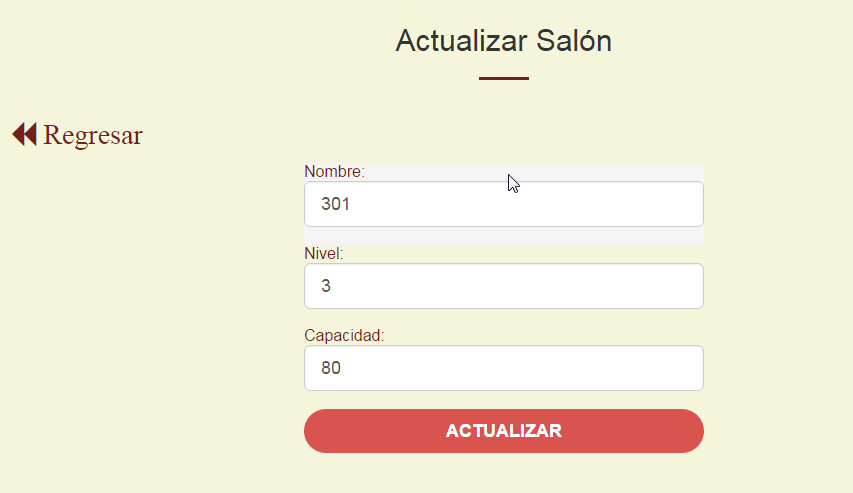 Actualizar Salón
Regresar
Nombre:
301
Nivel:
3
Capacidad:
80
ACTUALIZAR